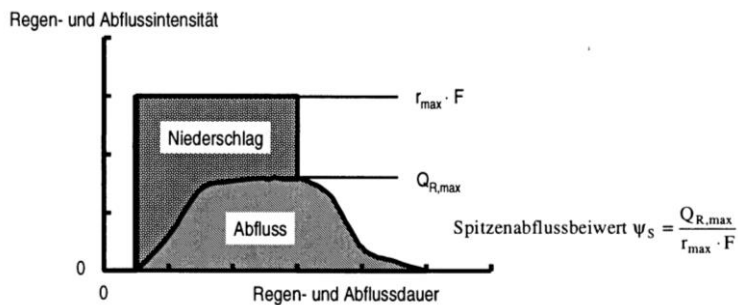 Regen- und Abflussintensität
r_max · F
Niederschlag
Q_R,max
Abfluss
Spitzenabflussbeiwert ψ_S = Q_R,max / r_max · F
0
0
Regen- und Abflussdauer